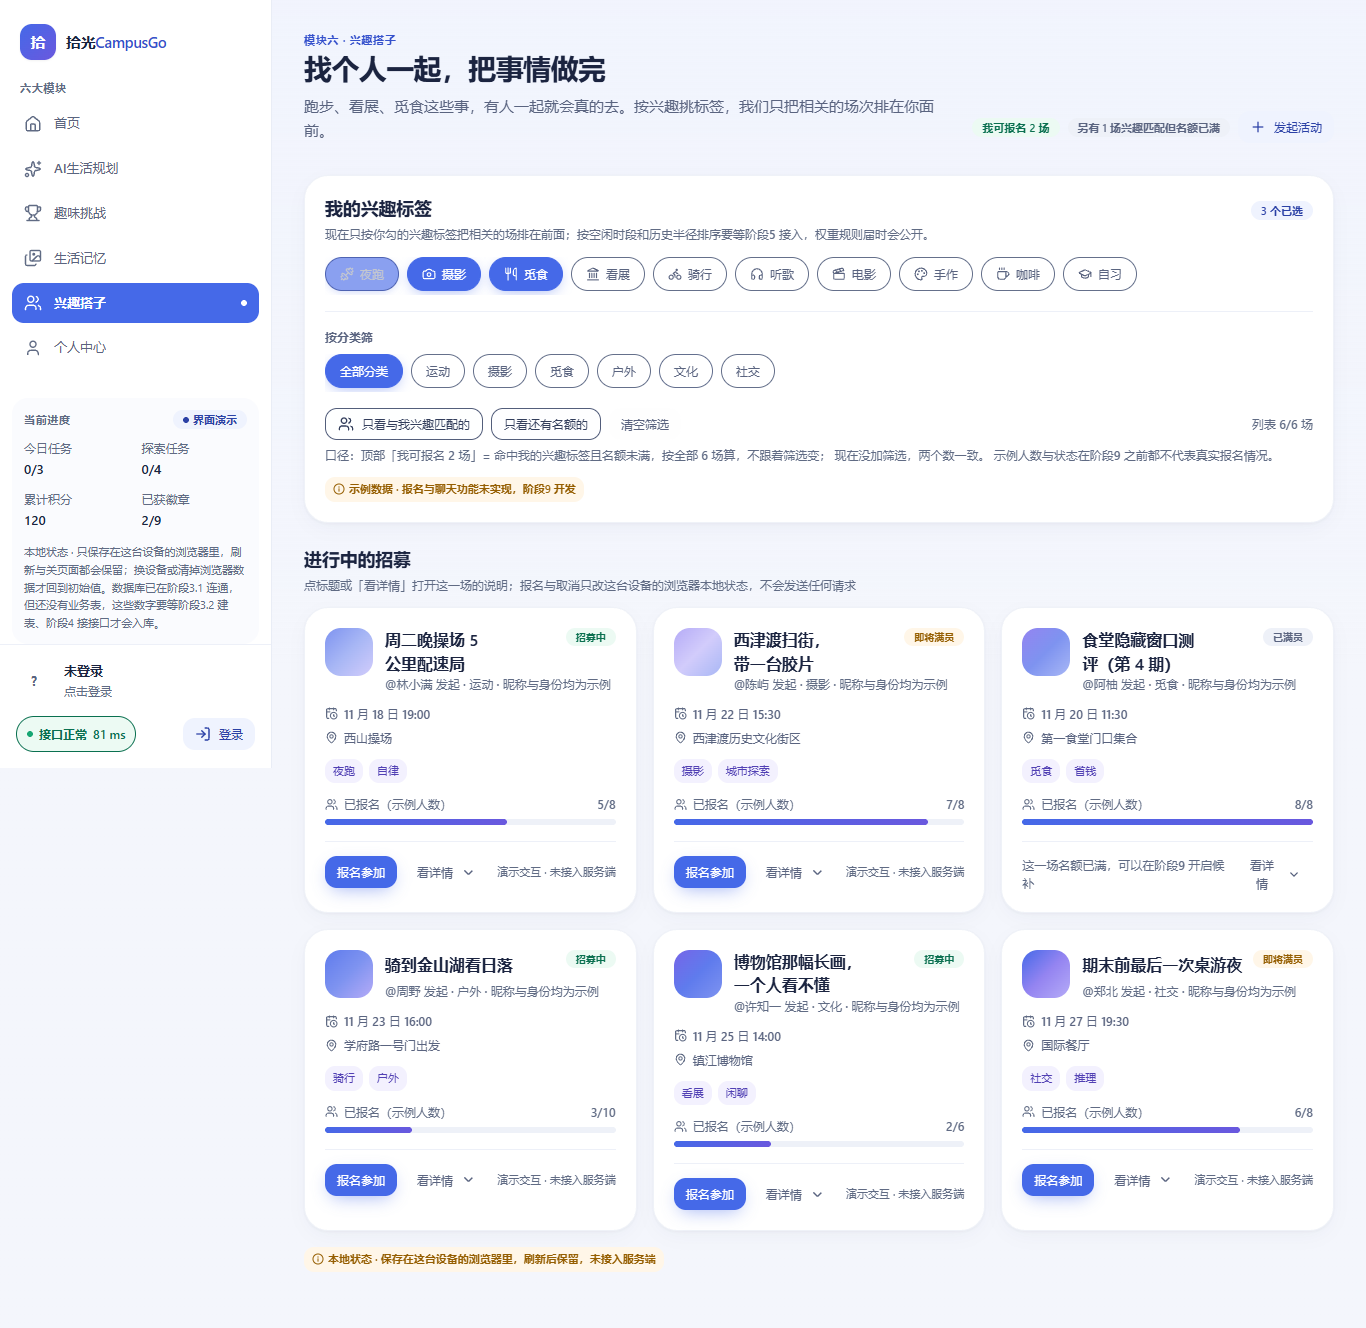 拾 拾光CampusGo
六大模块
首页
AI生活规划
趣味挑战
生活记忆
兴趣搭子
个人中心
当前进度 界面演示
今日任务 探索任务
0/3 0/4
累计积分 已获徽章
120 2/9
本地状态 · 只保存在这台设备的浏览器里，刷
新与关页面都会保留；换设备或清掉浏览器数
据才回到初始值。数据库已在阶段3.1 连通，
但还没有业务表，这些数字要等阶段3.2 建
表、阶段4 接接口才会入库。
? 未登录
点击登录
接口正常 81 ms 登录
模块六 · 兴趣搭子
找个人一起，把事情做完
跑步、看展、觅食这些事，有人一起就会真的去。按兴趣挑标签，我们只把相关的场次排在你面
前。
我可报名 2 场 另有 1 场兴趣匹配但名额已满 发起活动
我的兴趣标签 3 个已选
现在只按你勾的兴趣标签把相关的场排在前面；按空闲时段和历史半径排序要等阶段5 接入，权重规则届时会公开。
夜跑 摄影 觅食 看展 骑行 听歌 电影 手作 咖啡 自习
按分类筛
全部分类 运动 摄影 觅食 户外 文化 社交
只看与我兴趣匹配的 只看还有名额的 清空筛选 列表 6/6 场
口径：顶部「我可报名 2 场」= 命中我的兴趣标签且名额未满，按全部 6 场算，不跟着筛选变； 现在没加筛选，两个数一致。 示例人数与状态在阶段9 之前都不代表真实报名情况。
示例数据 · 报名与聊天功能未实现，阶段9 开发
进行中的招募
点标题或「看详情」打开这一场的说明；报名与取消只改这台设备的浏览器本地状态，不会发送任何请求
周二晚操场 5
公里配速局
招募中
@林小满 发起 · 运动 · 昵称与身份均为示例
11 月 18 日 19:00
西山操场
夜跑 自律
已报名（示例人数） 5/8
报名参加 看详情 演示交互 · 未接入服务端
西津渡扫街，
带一台胶片
即将满员
@陈屿 发起 · 摄影 · 昵称与身份均为示例
11 月 22 日 15:30
西津渡历史文化街区
摄影 城市探索
已报名（示例人数） 7/8
报名参加 看详情 演示交互 · 未接入服务端
食堂隐藏窗口测
评（第 4 期）
已满员
@阿柚 发起 · 觅食 · 昵称与身份均为示例
11 月 20 日 11:30
第一食堂门口集合
觅食 省钱
已报名（示例人数） 8/8
这一场名额已满，可以在阶段9 开启候
补
看详
情
骑到金山湖看日落 招募中
@周野 发起 · 户外 · 昵称与身份均为示例
11 月 23 日 16:00
学府路一号门出发
骑行 户外
已报名（示例人数） 3/10
报名参加 看详情 演示交互 · 未接入服务端
博物馆那幅长画，
一个人看不懂
招募中
@许知一 发起 · 文化 · 昵称与身份均为示例
11 月 25 日 14:00
镇江博物馆
看展 闲聊
已报名（示例人数） 2/6
报名参加 看详情 演示交互 · 未接入服务端
期末前最后一次桌游夜 即将满员
@郑北 发起 · 社交 · 昵称与身份均为示例
11 月 27 日 19:30
国际餐厅
社交 推理
已报名（示例人数） 6/8
报名参加 看详情 演示交互 · 未接入服务端
本地状态 · 保存在这台设备的浏览器里，刷新后保留，未接入服务端